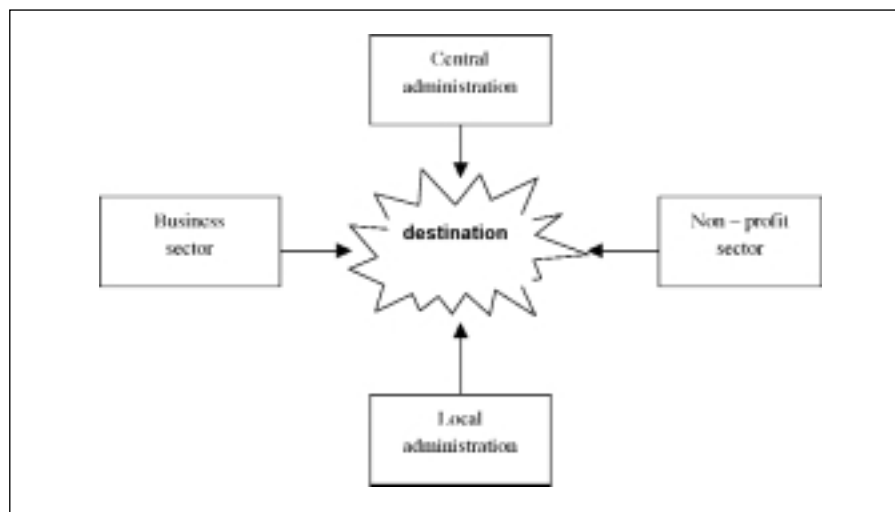 Central
administration
Business
sector
destination
Non – profit
sector
Local
administration